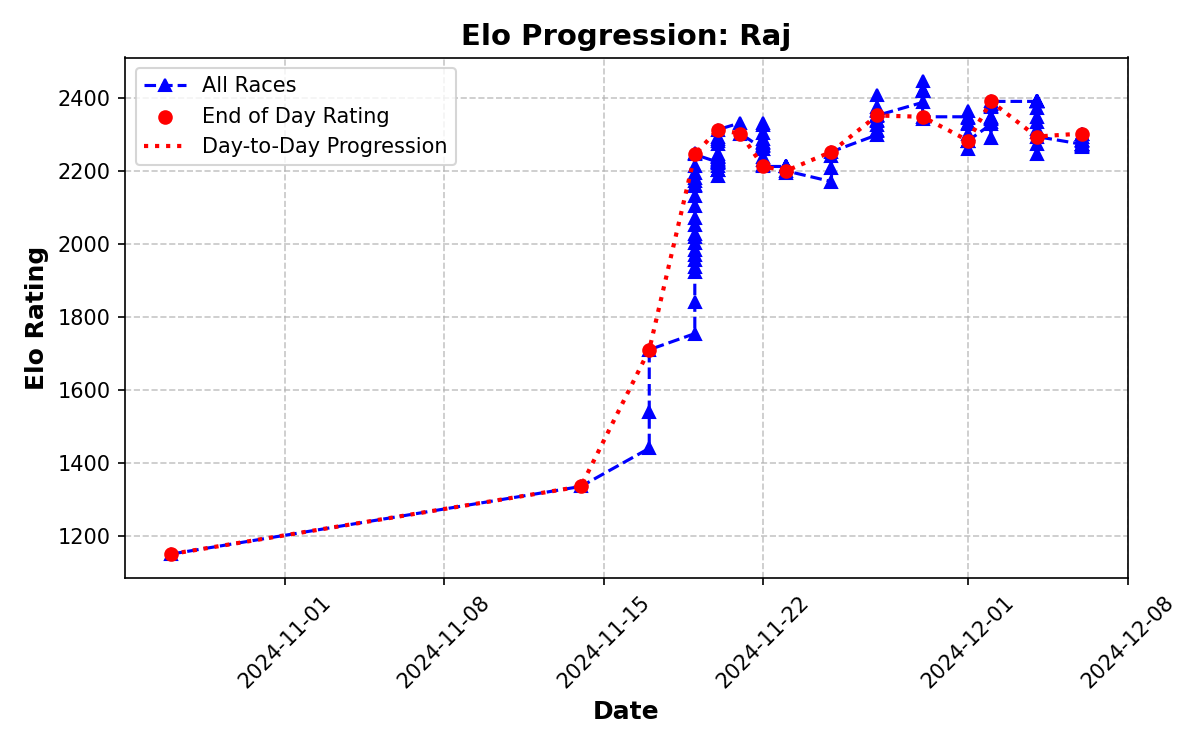 Elo Progression: Raj
All Races
End of Day Rating
Day-to-Day Progression
Elo Rating
2400
2200
2000
1800
1600
1400
1200
2024-11-01
2024-11-08
2024-11-15
2024-11-22
2024-12-01
2024-12-08
Date